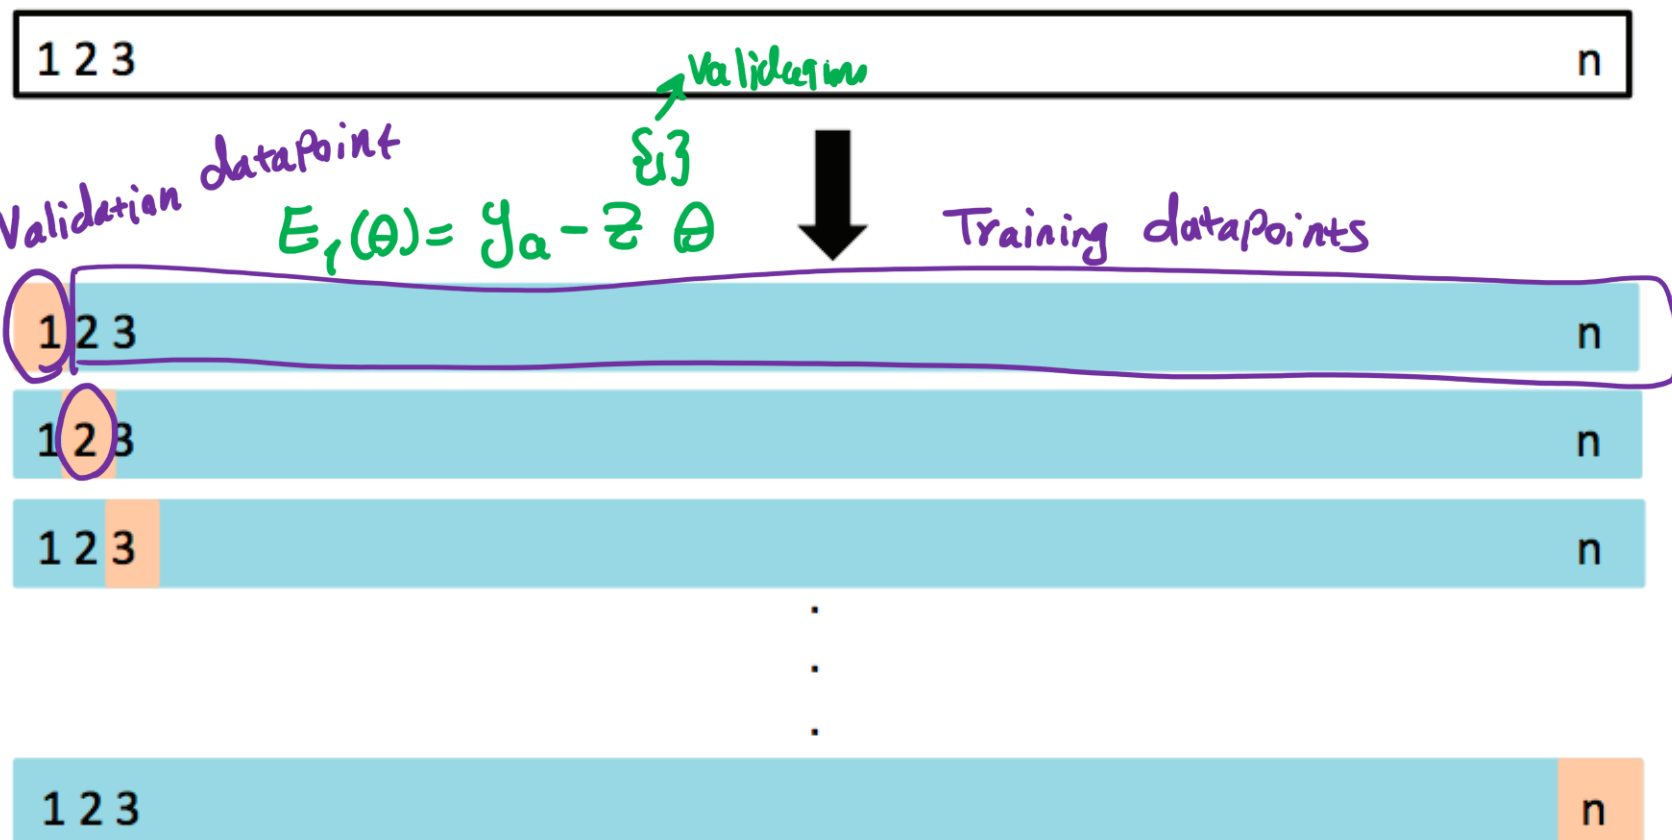 1 2 3 n
Validation
{1}
Validation datapoint
E₁(θ) = yₐ - z θ
Training datapoints
1 2 3 n
1 2 3 n
1 2 3 n
.
.
.
1 2 3 n